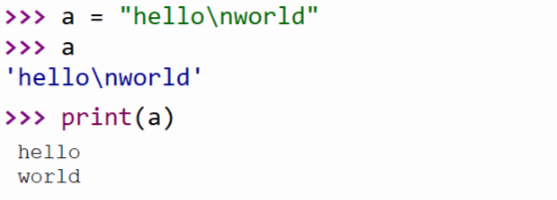 >>> a = "hello\nworld"
>>> a
'hello\nworld'
>>> print(a)
hello
world